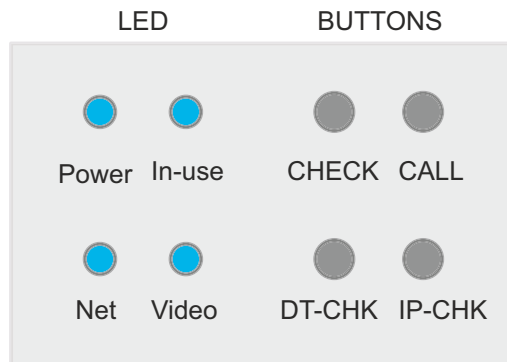 LED BUTTONS
Power In-use CHECK CALL
Net Video DT-CHK IP-CHK